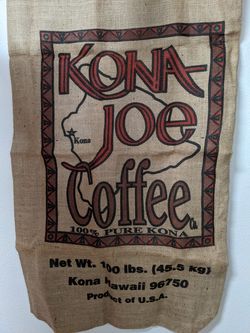 KONA
Kona
JOE
Coffee Co.
100% PURE KONA
Net Wt. 100 lbs. (45.5 kg)
Kona Hawaii 96750
Product of U.S.A.